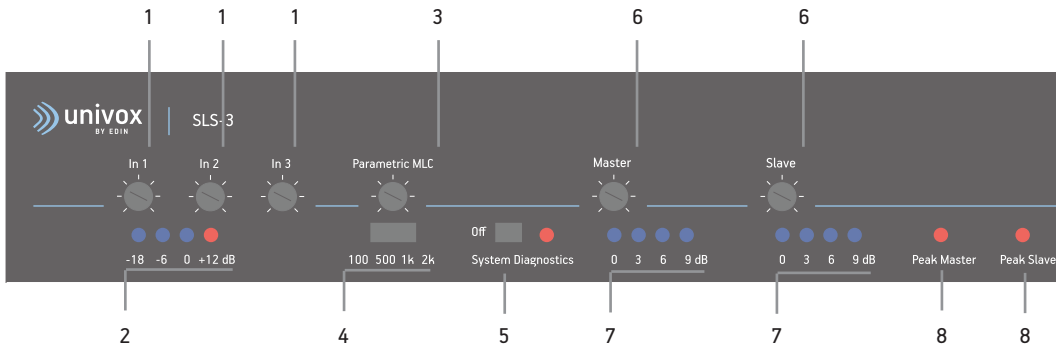 1 1 1 3 6 6
univox
BY EDIN
SLS-3
In 1 In 2 In 3 Parametric MLC Master Slave
Off
-18 -6 0 +12 dB 100 500 1k 2k System Diagnostics 0 3 6 9 dB 0 3 6 9 dB Peak Master Peak Slave
2 4 5 7 7 8 8